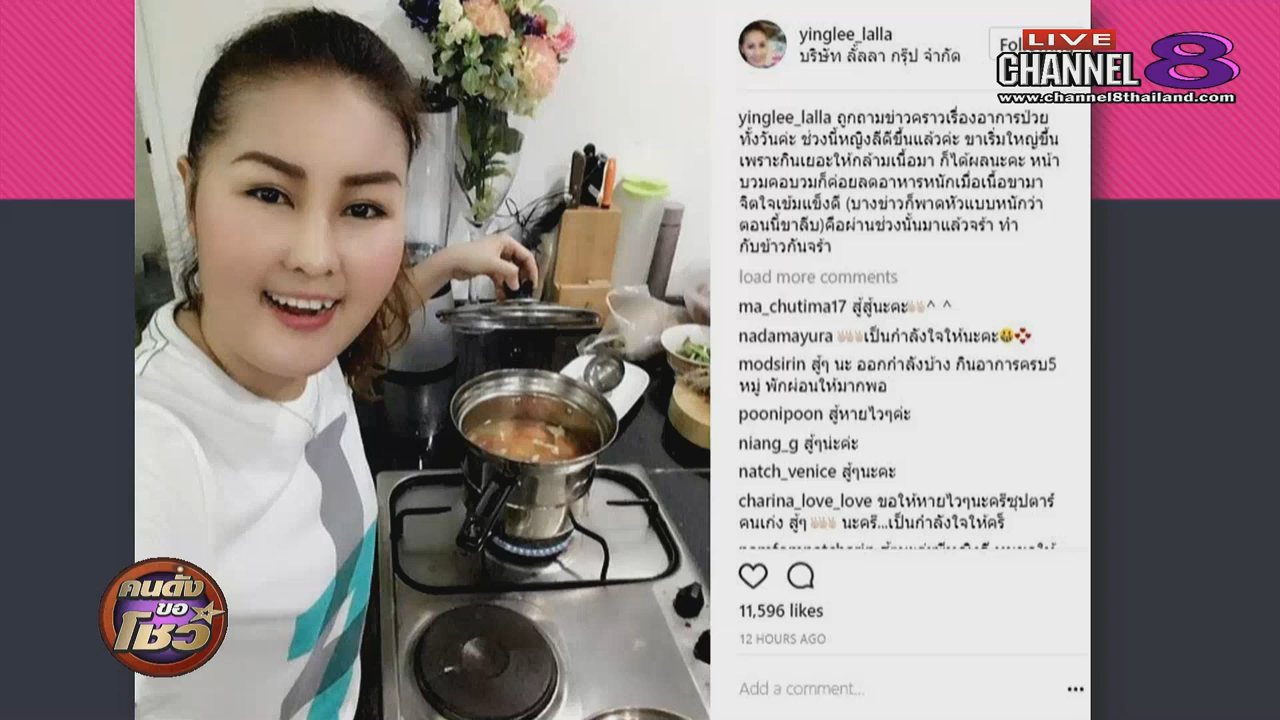 yinglee_lalla
บริษัท ลั้ลลา กรุ๊ป จำกัด
LIVE
CHANNEL 8
www.channel8thailand.com
yinglee_lalla ถูกถามข่าวคราวเรื่องอาการป่วย
ทั้งวันค่ะ ช่วงนี้หญิงลีดีขึ้นแล้วค่ะ ขาเริ่มใหญ่ขึ้น
เพราะกินเยอะให้กล้ามเนื้อมา ก็ได้ผลนะคะ หน้า
บวมคอบวมก็ค่อยลดอาหารหนักเมื่อเนื้อขามา
จิตใจเข้มแข็งดี (บางข่าวก็พาดหัวแบบหนักว่า
ตอนนี้ขาลีบ)คือผ่านช่วงนั้นมาแล้วจร้า ทำ
กับข้าวกันจร้า
load more comments
ma_chutima17 สู้สู้นะคะ🙌🏻^ ^
nadamayura 🙌🏻🙌🏻🙌🏻เป็นกำลังใจให้นะคะ
modsirin สู้ๆ นะ ออกกำลังบ้าง กินอาการครบ5
หมู่ พักผ่อนให้มากพอ
poonipoon สู้หายไวๆค่ะ
niang_g สู้ๆน่ะค่ะ
natch_venice สู้ๆนะคะ
charina_love_love ขอให้หายไวๆนะครีซุปตาร์
คนเก่ง สู้ๆ 🙌🏻🙌🏻🙌🏻 นะครี...เป็นกำลังใจให้ครี็
11,596 likes
12 HOURS AGO
Add a comment...
คนดัง
ขอ
โชว์